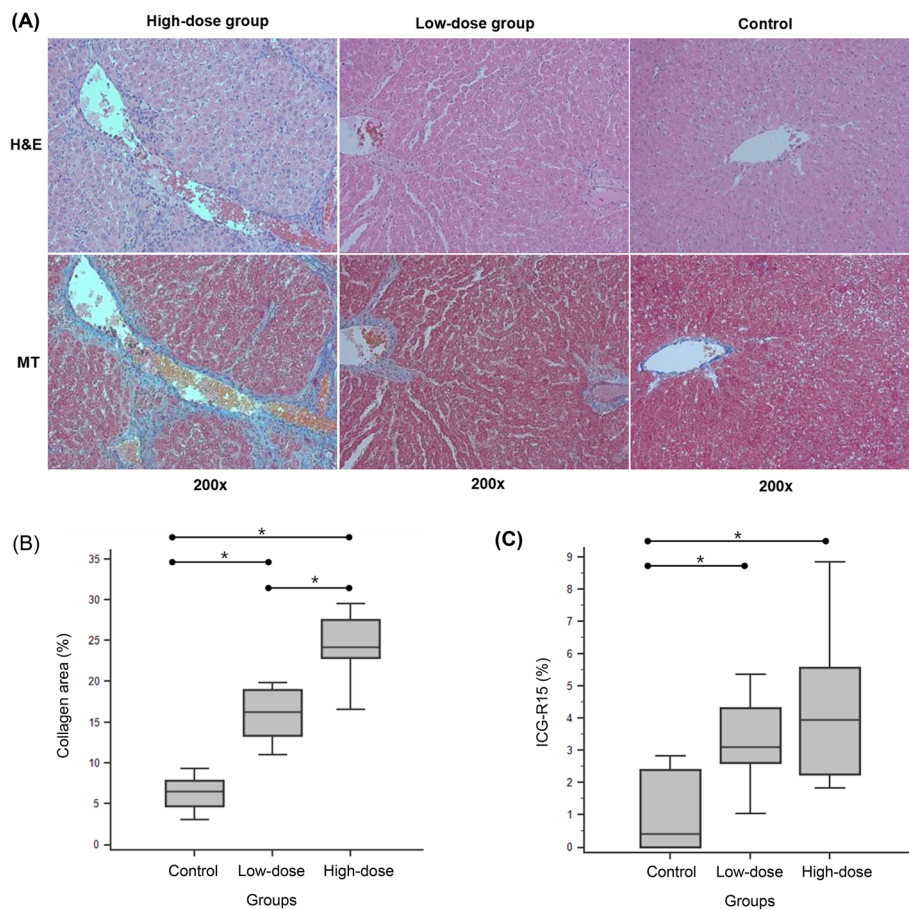 (A)
High-dose group Low-dose group Control
H&E
MT
200x 200x 200x
(B)
* * *
35
30
25
20
15
10
5
0
Collagen area (%)
Control Low-dose High-dose
Groups
(C)
* *
9
8
7
6
5
4
3
2
1
0
ICG-R15 (%)
Control Low-dose High-dose
Groups